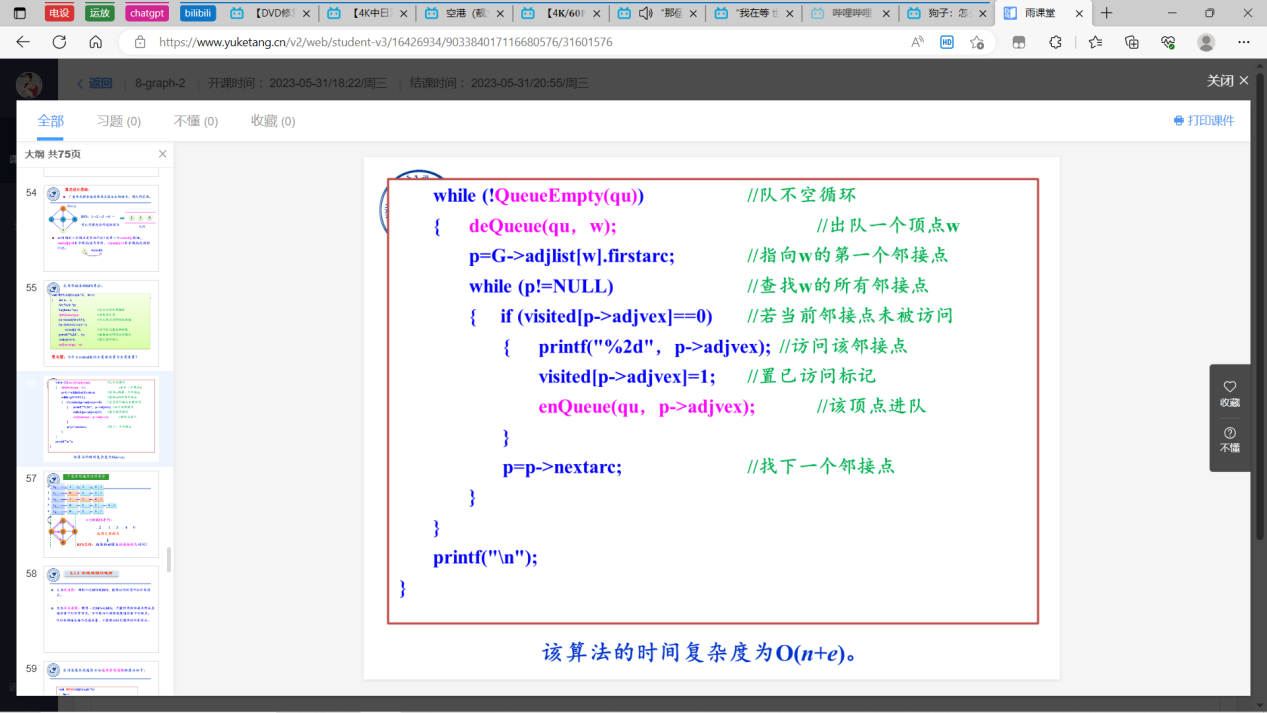 电设 运放 chatgpt bilibili 【DVD修 【4K中日 空港（靓 【4K/60F "那個 "我在等 哔哩哔哩 狗子：怎 雨课堂
https://www.yuketang.cn/v2/web/student-v3/16426934/903384017116680576/31601576
返回 8-graph-2 开课时间： 2023-05-31/18:22/周三 结课时间： 2023-05-31/20:55/周三 关闭
全部 习题 (0) 不懂 (0) 收藏 (0) 打印课件
大纲 共75页
54
55
56
57
58
59
while (!QueueEmpty(qu)) //队不空循环
{ deQueue(qu，w); //出队一个顶点w
p=G->adjlist[w].firstarc; //指向w的第一个邻接点
while (p!=NULL) //查找w的所有邻接点
{ if (visited[p->adjvex]==0) //若当前邻接点未被访问
{ printf("%2d"，p->adjvex); //访问该邻接点
visited[p->adjvex]=1; //置已访问标记
enQueue(qu，p->adjvex); //该顶点进队
}
p=p->nextarc; //找下一个邻接点
}
}
printf("\n");
}
该算法的时间复杂度为O(n+e)。
收藏
不懂